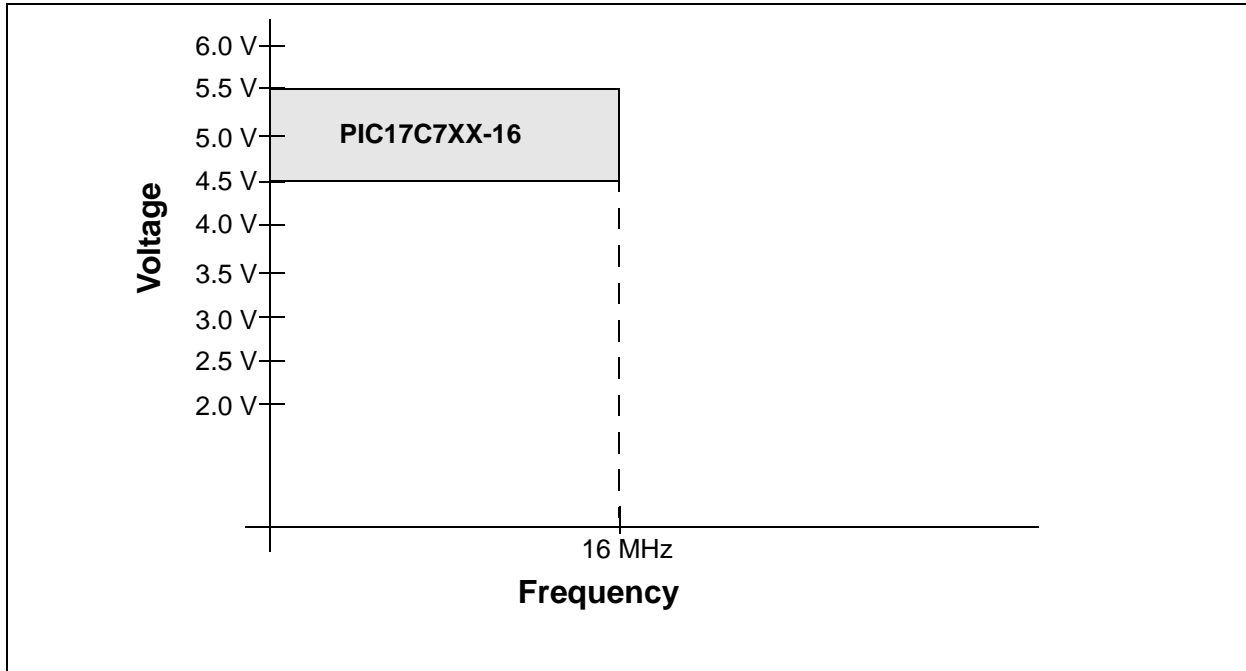 6.0 V
5.5 V
5.0 V
4.5 V
4.0 V
3.5 V
3.0 V
2.5 V
2.0 V
Voltage
PIC17C7XX-16
16 MHz
Frequency